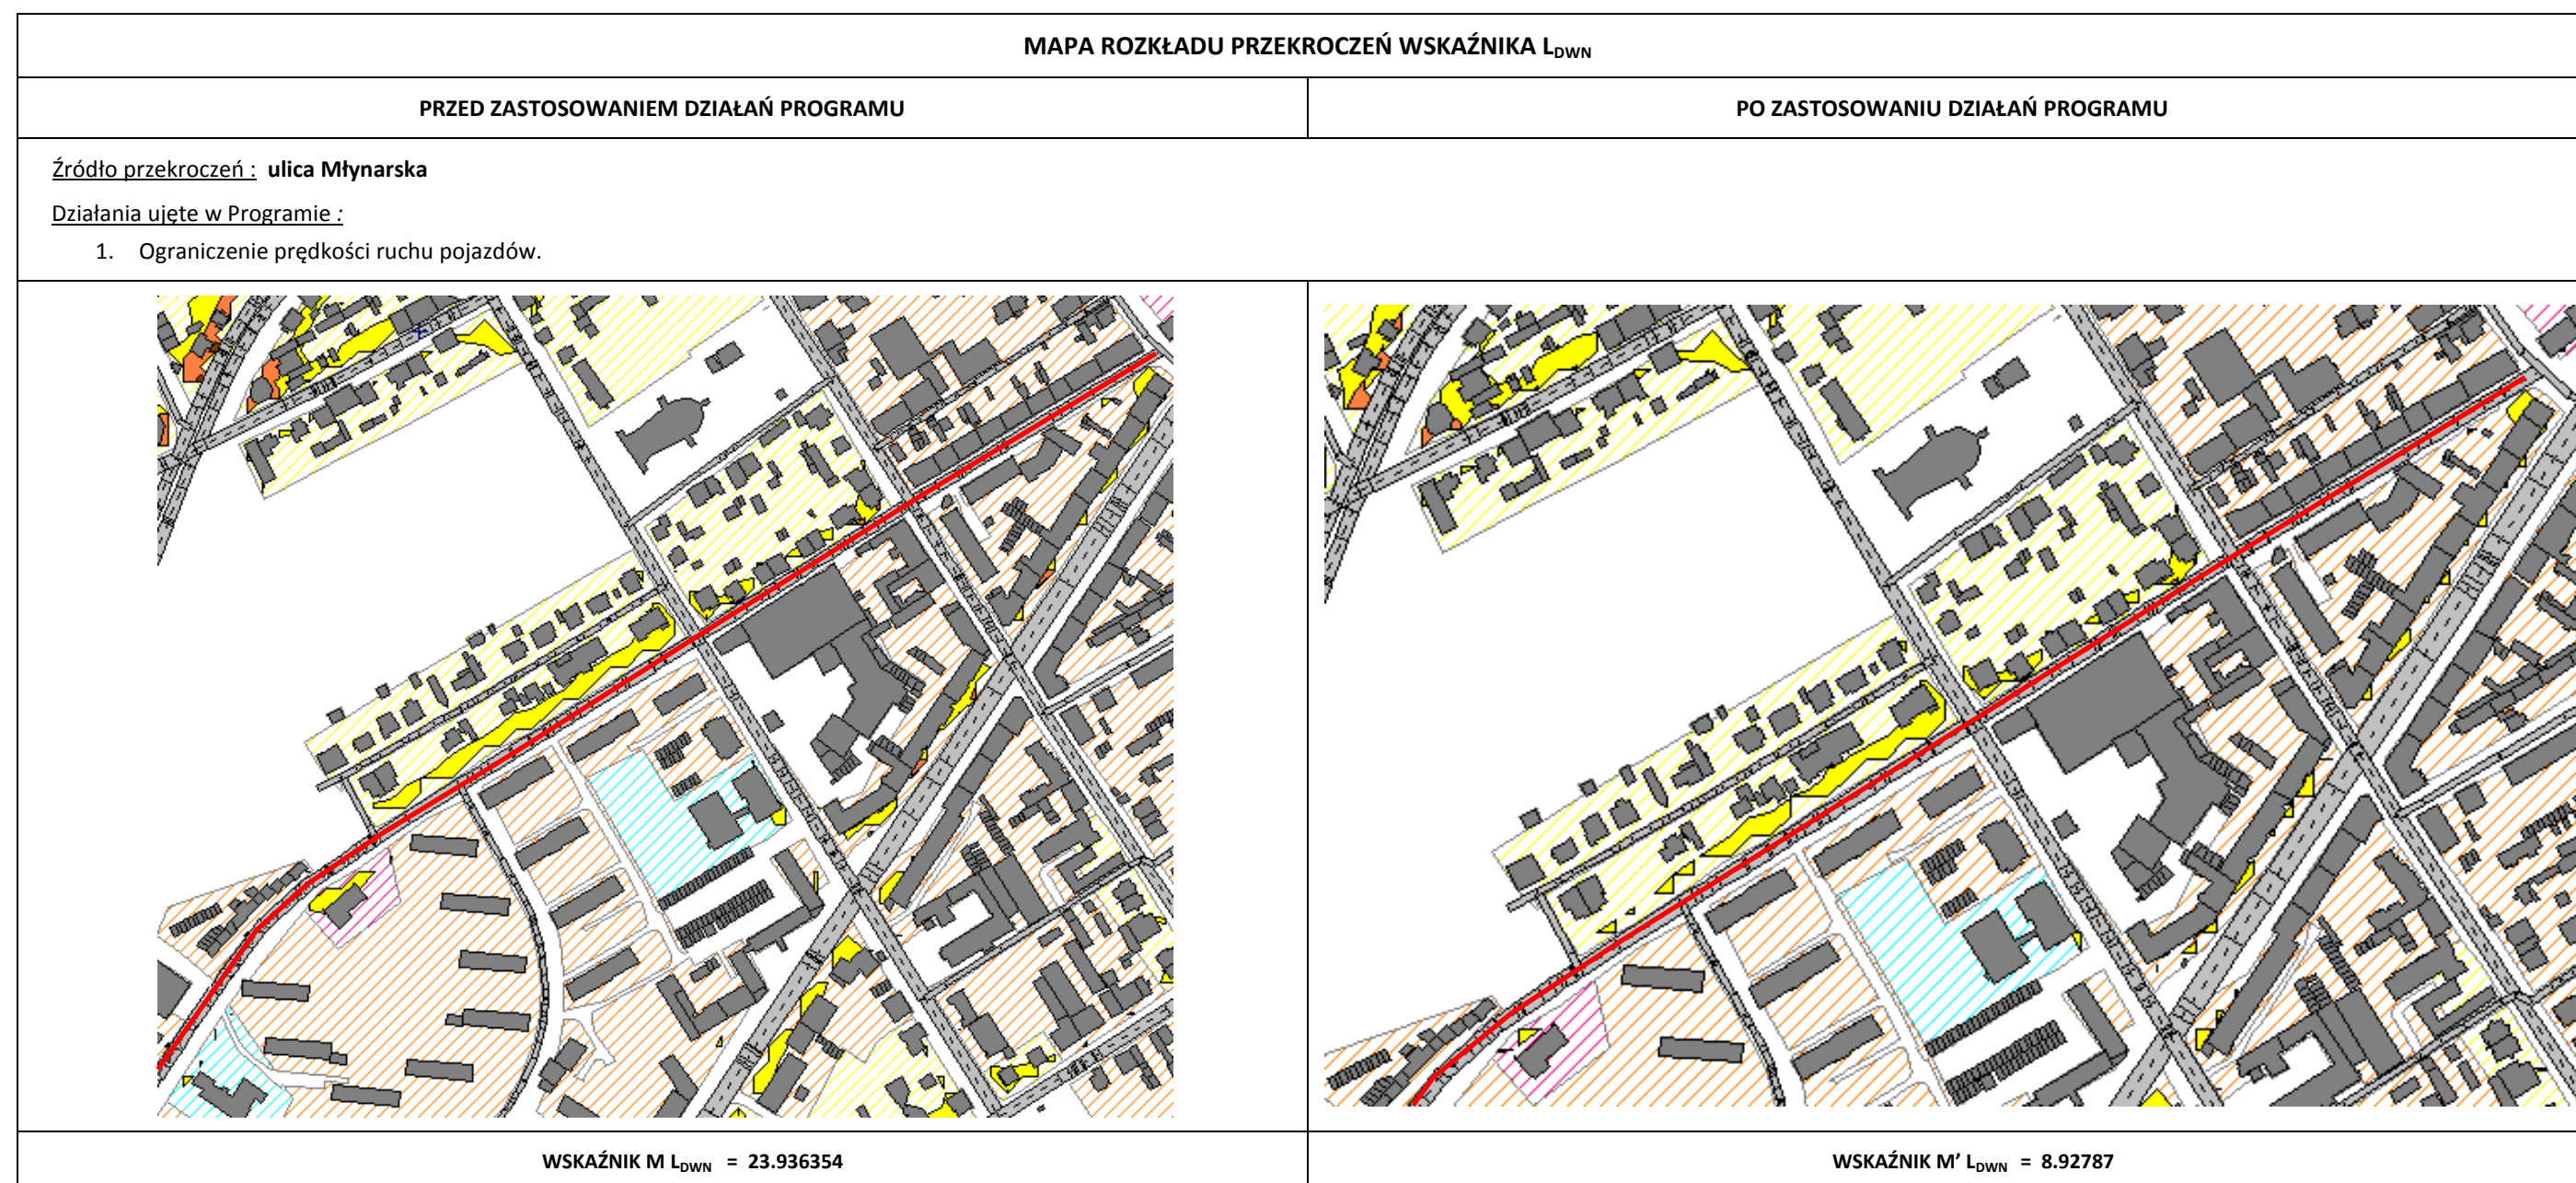 MAPA ROZKŁADU PRZEKROCZEŃ WSKAŹNIKA LDWN
PRZED ZASTOSOWANIEM DZIAŁAŃ PROGRAMU
PO ZASTOSOWANIU DZIAŁAŃ PROGRAMU
Źródło przekroczeń : ulica Młynarska
Działania ujęte w Programie :
1. Ograniczenie prędkości ruchu pojazdów.
WSKAŹNIK M LDWN = 23.936354
WSKAŹNIK M’ LDWN = 8.92787